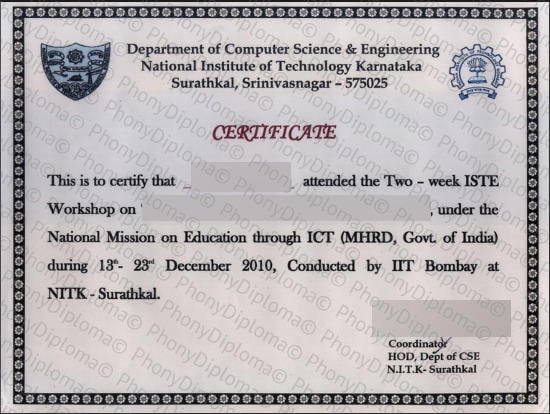 Department of Computer Science & Engineering
National Institute of Technology Karnataka
Surathkal, Srinivasnagar – 575025
CERTIFICATE
This is to certify that attended the Two – week ISTE
Workshop on , under the
National Mission on Education through ICT (MHRD, Govt. of India)
during 13th- 23rd December 2010, Conducted by IIT Bombay at
NITK - Surathkal.
Coordinator
HOD, Dept of CSE
N.I.T.K- Surathkal
PhonyDiploma©